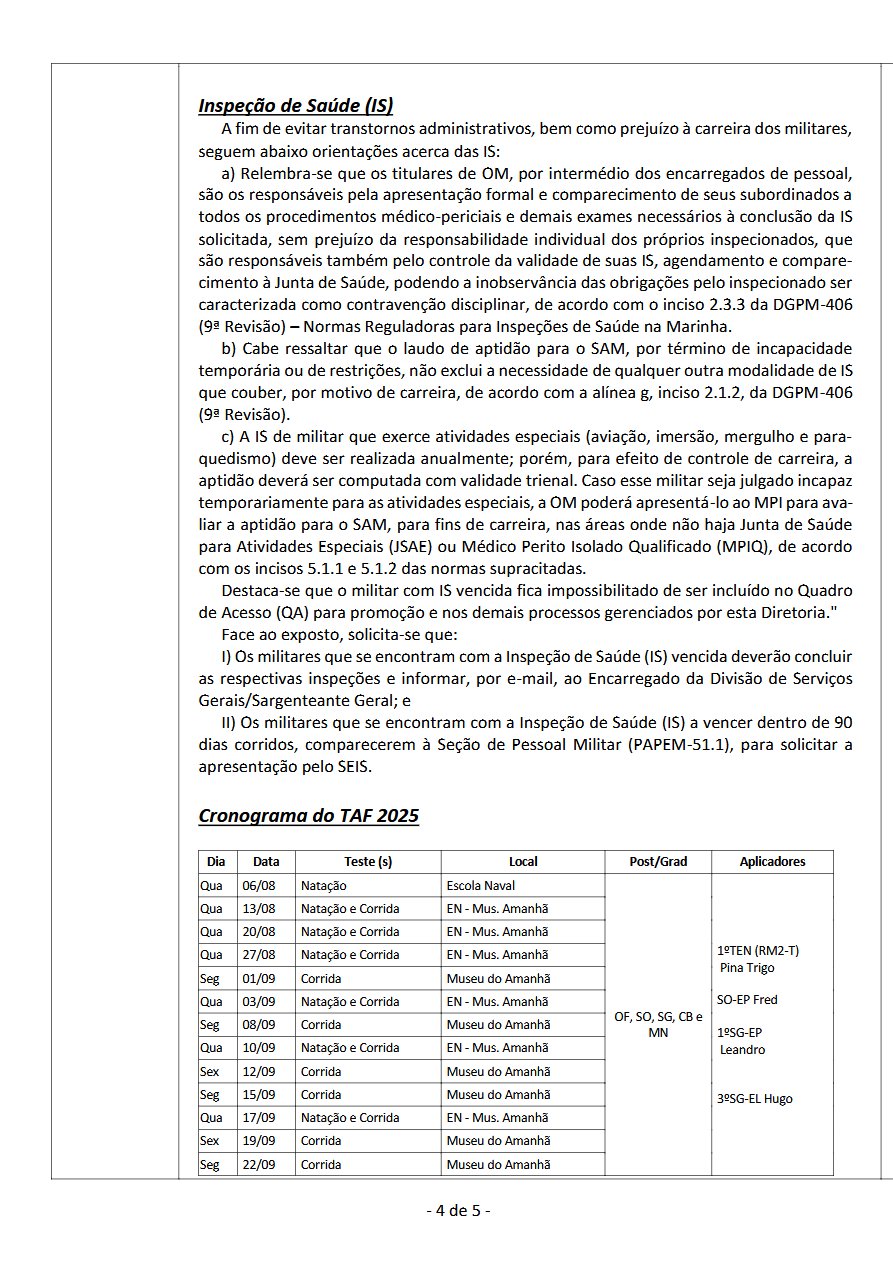 Inspeção de Saúde (IS)
A fim de evitar transtornos administrativos, bem como prejuízo à carreira dos militares,
seguem abaixo orientações acerca das IS:
a) Relembra-se que os titulares de OM, por intermédio dos encarregados de pessoal,
são os responsáveis pela apresentação formal e comparecimento de seus subordinados a
todos os procedimentos médico-periciais e demais exames necessários à conclusão da IS
solicitada, sem prejuízo da responsabilidade individual dos próprios inspecionados, que
são responsáveis também pelo controle da validade de suas IS, agendamento e compare-
cimento à Junta de Saúde, podendo a inobservância das obrigações pelo inspecionado ser
caracterizada como contravenção disciplinar, de acordo com o inciso 2.3.3 da DGPM-406
(9ª Revisão) – Normas Reguladoras para Inspeções de Saúde na Marinha.
b) Cabe ressaltar que o laudo de aptidão para o SAM, por término de incapacidade
temporária ou de restrições, não exclui a necessidade de qualquer outra modalidade de IS
que couber, por motivo de carreira, de acordo com a alínea g, inciso 2.1.2, da DGPM-406
(9ª Revisão).
c) A IS de militar que exerce atividades especiais (aviação, imersão, mergulho e para-
quedismo) deve ser realizada anualmente; porém, para efeito de controle de carreira, a
aptidão deverá ser computada com validade trienal. Caso esse militar seja julgado incapaz
temporariamente para as atividades especiais, a OM poderá apresentá-lo ao MPI para ava-
liar a aptidão para o SAM, para fins de carreira, nas áreas onde não haja Junta de Saúde
para Atividades Especiais (JSAE) ou Médico Perito Isolado Qualificado (MPIQ), de acordo
com os incisos 5.1.1 e 5.1.2 das normas supracitadas.
Destaca-se que o militar com IS vencida fica impossibilitado de ser incluído no Quadro
de Acesso (QA) para promoção e nos demais processos gerenciados por esta Diretoria."
Face ao exposto, solicita-se que:
I) Os militares que se encontram com a Inspeção de Saúde (IS) vencida deverão concluir
as respectivas inspeções e informar, por e-mail, ao Encarregado da Divisão de Serviços
Gerais/Sargenteante Geral; e
II) Os militares que se encontram com a Inspeção de Saúde (IS) a vencer dentro de 90
dias corridos, comparecerem à Seção de Pessoal Militar (PAPEM-51.1), para solicitar a
apresentação pelo SEIS.
Cronograma do TAF 2025
Dia Data Teste (s) Local Post/Grad Aplicadores
Qua 06/08 Natação Escola Naval
Qua 13/08 Natação e Corrida EN - Mus. Amanhã
Qua 20/08 Natação e Corrida EN - Mus. Amanhã
Qua 27/08 Natação e Corrida EN - Mus. Amanhã
Seg 01/09 Corrida Museu do Amanhã
Qua 03/09 Natação e Corrida EN - Mus. Amanhã
Seg 08/09 Corrida Museu do Amanhã
Qua 10/09 Natação e Corrida EN - Mus. Amanhã
Sex 12/09 Corrida Museu do Amanhã
Seg 15/09 Corrida Museu do Amanhã
Qua 17/09 Natação e Corrida EN - Mus. Amanhã
Sex 19/09 Corrida Museu do Amanhã
Seg 22/09 Corrida Museu do Amanhã
OF, SO, SG, CB e
MN
1ºTEN (RM2-T)
Pina Trigo
SO-EP Fred
1ºSG-EP
Leandro
3ºSG-EL Hugo
- 4 de 5 -